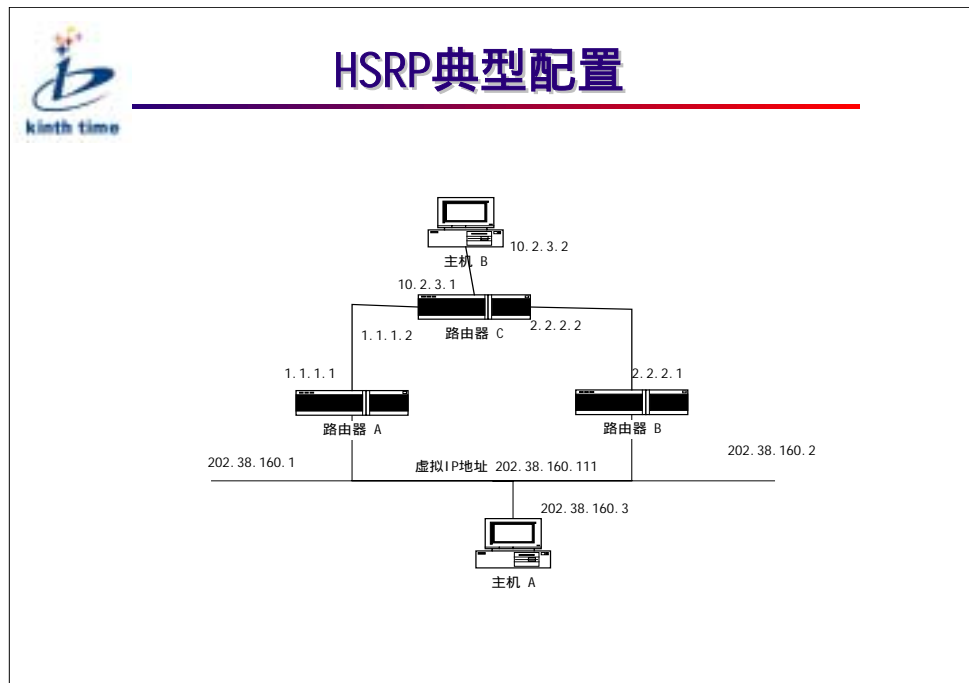 HSRP典型配置
kinth time
10.2.3.2
主机 B
10.2.3.1
2.2.2.2
路由器 C
1.1.1.2
1.1.1.1
2.2.2.1
路由器 A
路由器 B
202.38.160.2
202.38.160.1
虚拟IP地址 202.38.160.111
202.38.160.3
主机 A